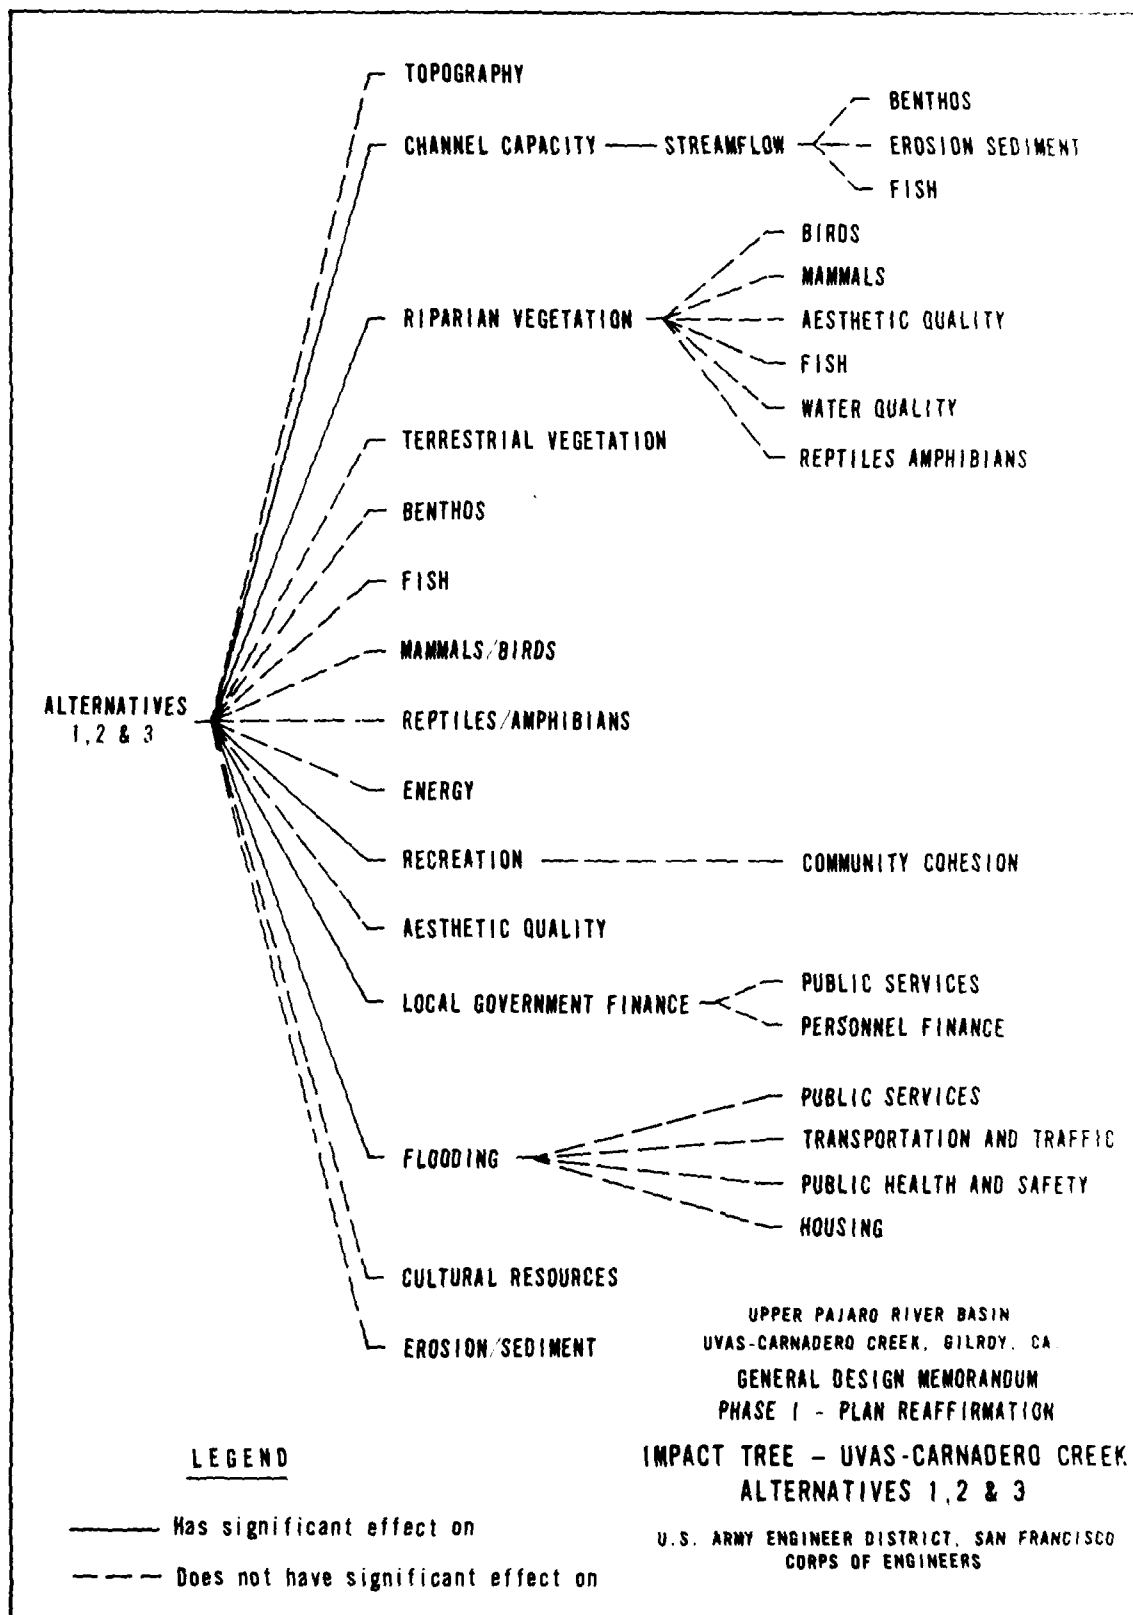 TOPOGRAPHY
CHANNEL CAPACITY
STREAMFLOW
BENTHOS
EROSION SEDIMENT
FISH
RIPARIAN VEGETATION
BIRDS
MAMMALS
AESTHETIC QUALITY
FISH
WATER QUALITY
REPTILES AMPHIBIANS
TERRESTRIAL VEGETATION
BENTHOS
FISH
MAMMALS/BIRDS
ALTERNATIVES
1,2 & 3
REPTILES/AMPHIBIANS
ENERGY
RECREATION
COMMUNITY COHESION
AESTHETIC QUALITY
LOCAL GOVERNMENT FINANCE
PUBLIC SERVICES
PERSONNEL FINANCE
FLOODING
PUBLIC SERVICES
TRANSPORTATION AND TRAFFIC
PUBLIC HEALTH AND SAFETY
HOUSING
CULTURAL RESOURCES
EROSION/SEDIMENT
UPPER PAJARO RIVER BASIN
UVAS-CARNADERO CREEK, GILROY, CA
GENERAL DESIGN MEMORANDUM
PHASE I - PLAN REAFFIRMATION
IMPACT TREE – UVAS-CARNADERO CREEK
ALTERNATIVES 1,2 & 3
U.S. ARMY ENGINEER DISTRICT, SAN FRANCISCO
CORPS OF ENGINEERS
LEGEND
Has significant effect on
Does not have significant effect on